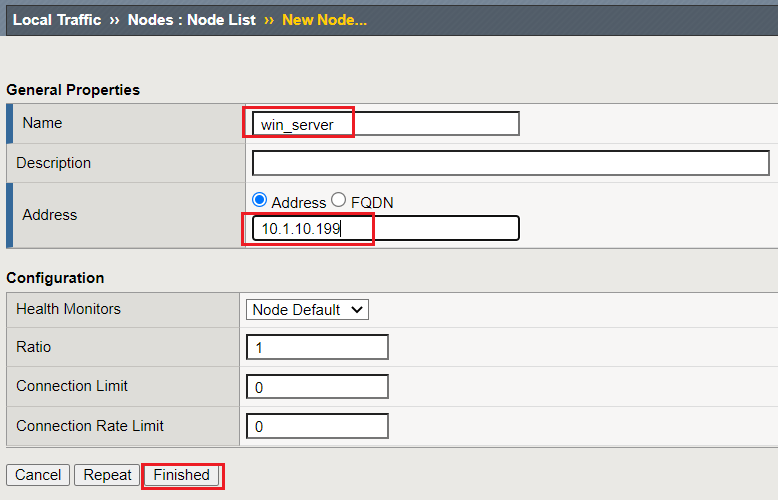 Local Traffic ›› Nodes : Node List ›› New Node...
General Properties
Name win_server
Description
Address Address FQDN
10.1.10.199
Configuration
Health Monitors Node Default
Ratio 1
Connection Limit 0
Connection Rate Limit 0
Cancel Repeat Finished